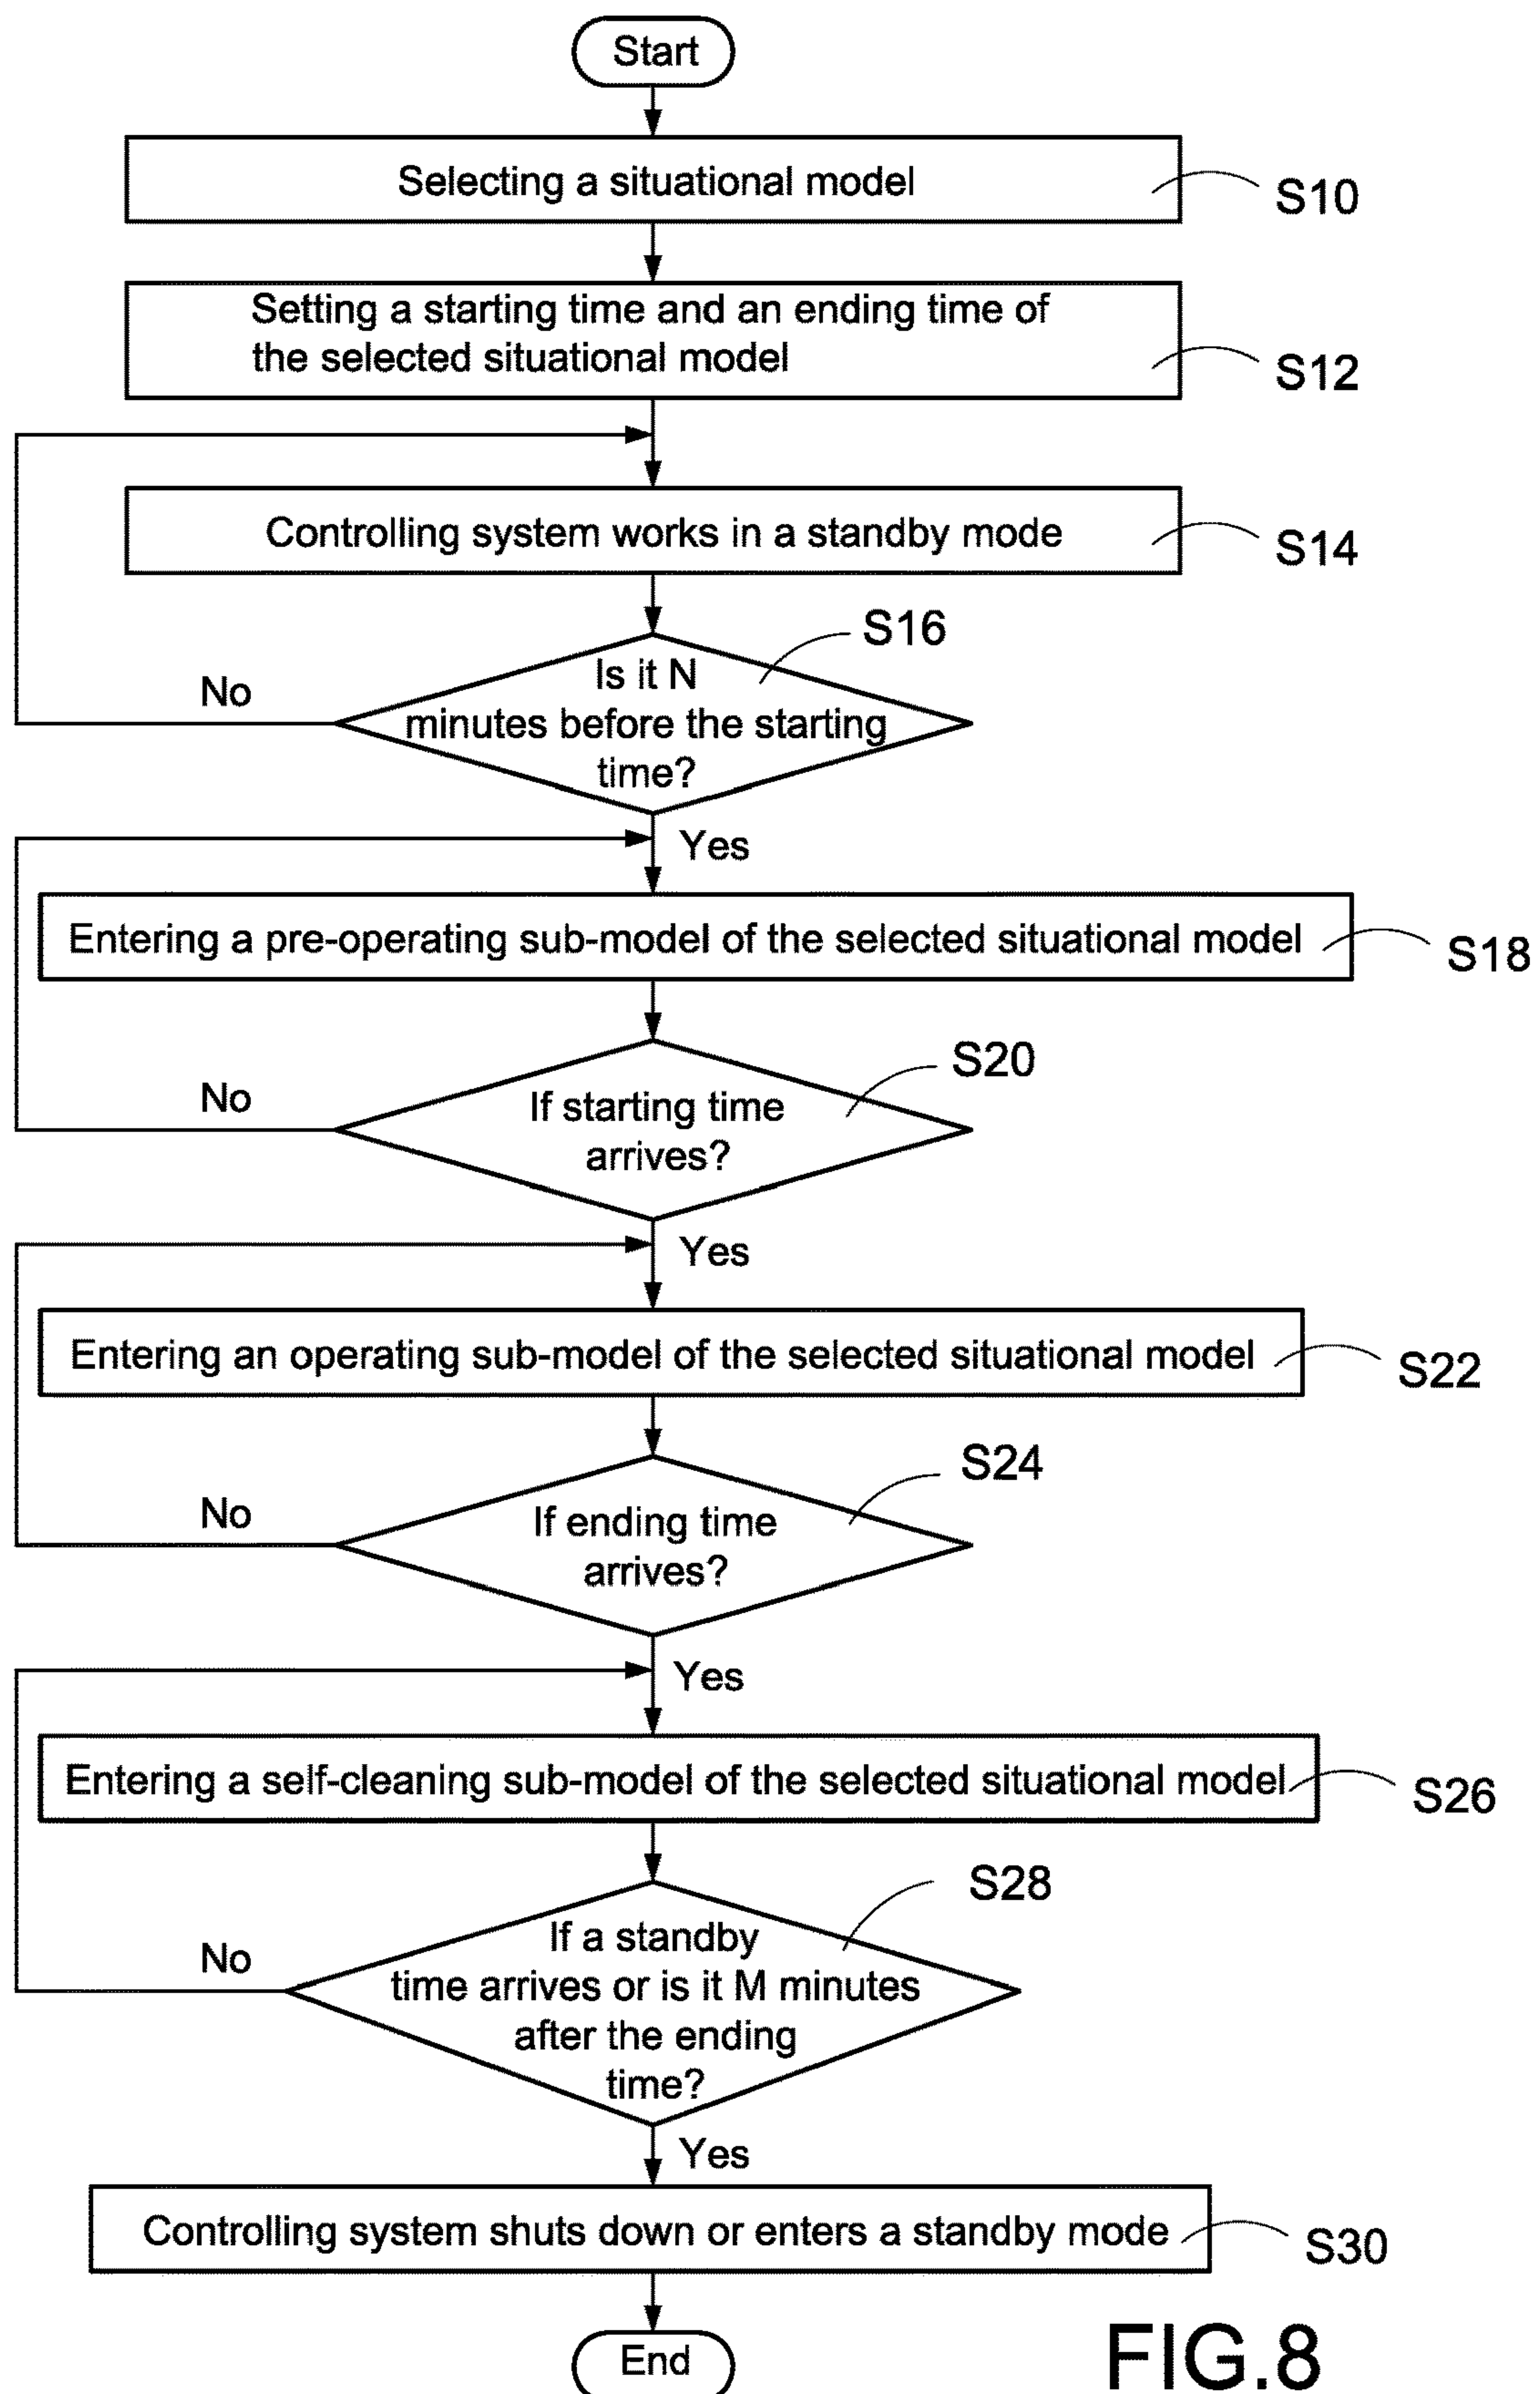 Start
Selecting a situational model
S10
Setting a starting time and an ending time of
the selected situational model
S12
Controlling system works in a standby mode
S14
S16
Is it N
minutes before the starting
time?
No
Yes
Entering a pre-operating sub-model of the selected situational model
S18
S20
If starting time
arrives?
No
Yes
Entering an operating sub-model of the selected situational model
S22
S24
If ending time
arrives?
No
Yes
Entering a self-cleaning sub-model of the selected situational model
S26
S28
If a standby
time arrives or is it M minutes
after the ending
time?
No
Yes
Controlling system shuts down or enters a standby mode
S30
End
FIG.8